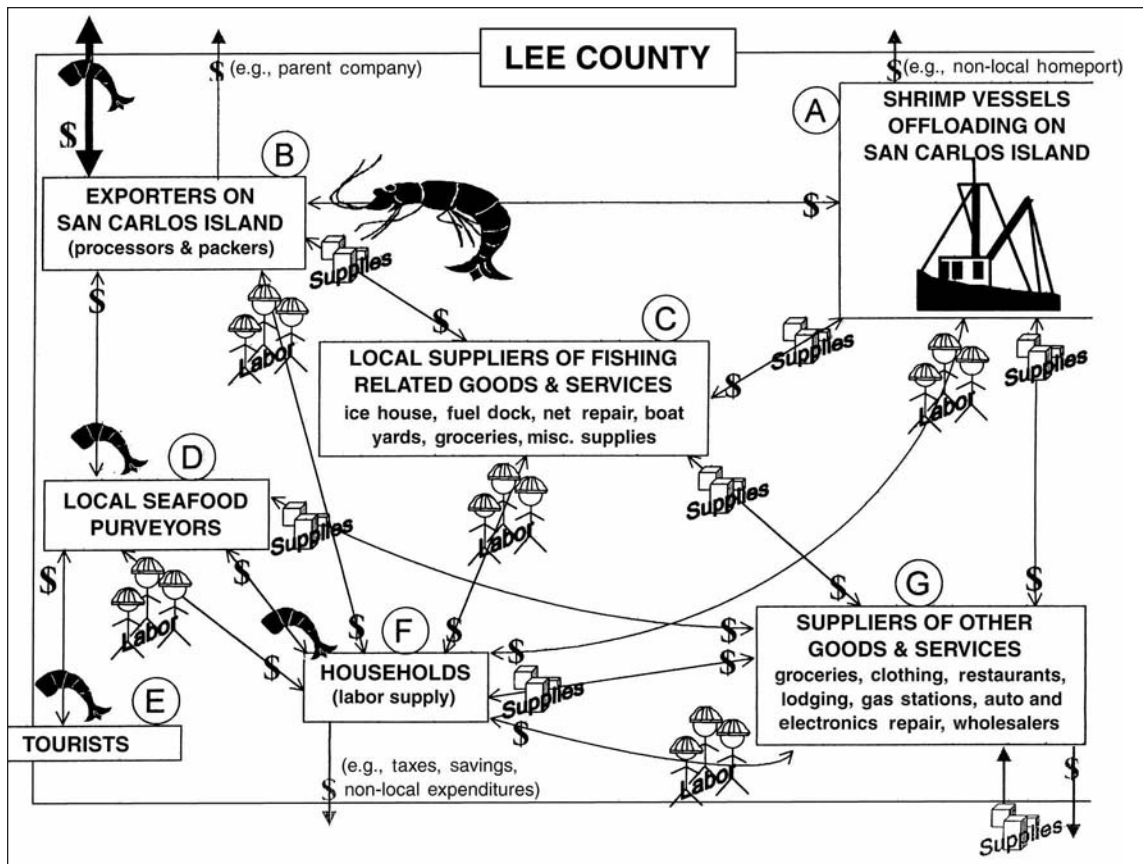 LEE COUNTY
$
(e.g., parent company)
$
(e.g., non-local homeport)
A
SHRIMP VESSELS
OFFLOADING ON
SAN CARLOS ISLAND
$
B
EXPORTERS ON
SAN CARLOS ISLAND
(processors & packers)
$
Supplies
$
$
Labor
C
LOCAL SUPPLIERS OF FISHING
RELATED GOODS & SERVICES
ice house, fuel dock, net repair, boat
yards, groceries, misc. supplies
$
Supplies
$
Labor
Supplies
D
LOCAL SEAFOOD
PURVEYORS
Supplies
Labor
Supplies
$
$
Labor
$
$
$
$
$
G
SUPPLIERS OF OTHER
GOODS & SERVICES
groceries, clothing, restaurants,
lodging, gas stations, auto and
electronics repair, wholesalers
F
HOUSEHOLDS
(labor supply)
$
$
$
Supplies
$
$
E
TOURISTS
(e.g., taxes, savings,
$
non-local expenditures)
Labor
$
Supplies